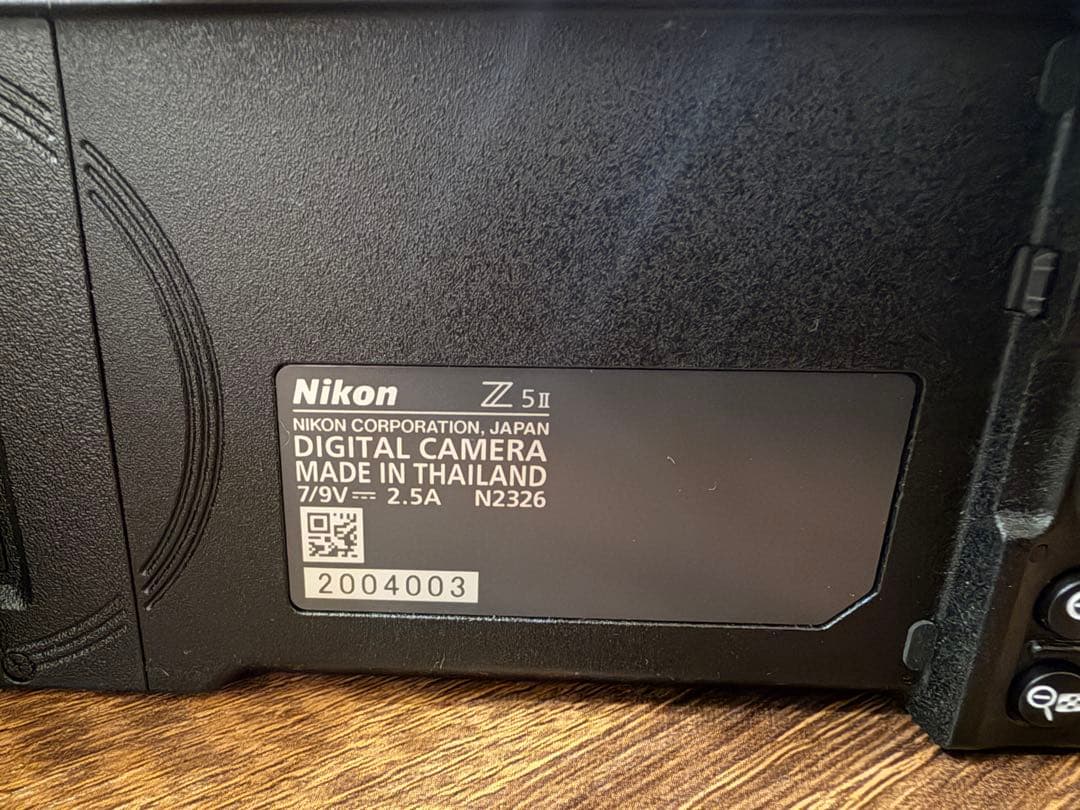 Nikon Z 5II
NIKON CORPORATION, JAPAN
DIGITAL CAMERA
MADE IN THAILAND
7/9V ⎓ 2.5A N2326
2004003